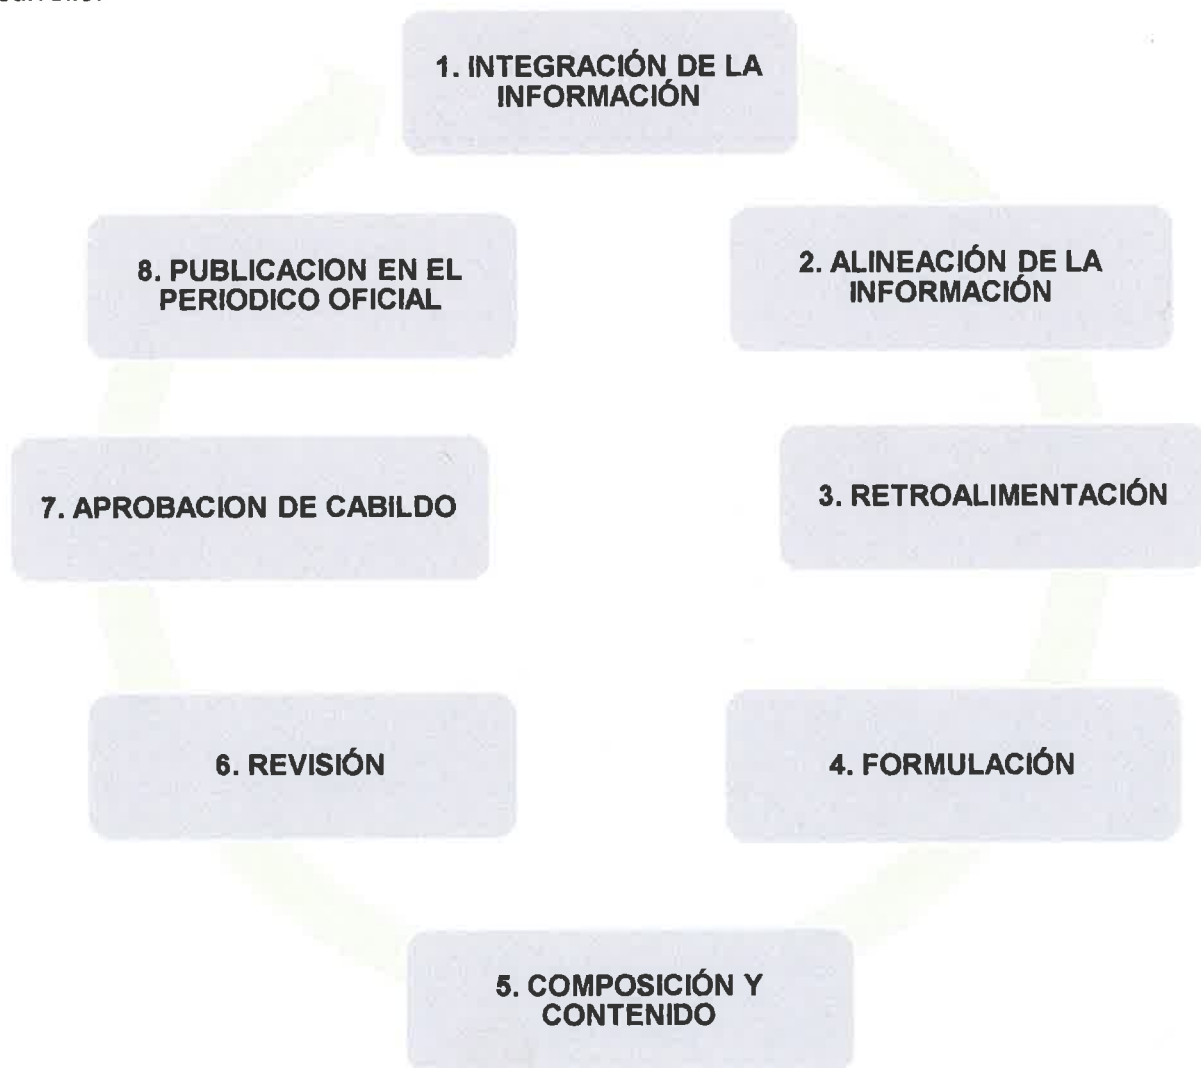 1. INTEGRACIÓN DE LA
INFORMACIÓN
2. ALINEACIÓN DE LA
INFORMACIÓN
3. RETROALIMENTACIÓN
4. FORMULACIÓN
5. COMPOSICIÓN Y
CONTENIDO
6. REVISIÓN
7. APROBACION DE CABILDO
8. PUBLICACION EN EL
PERIODICO OFICIAL